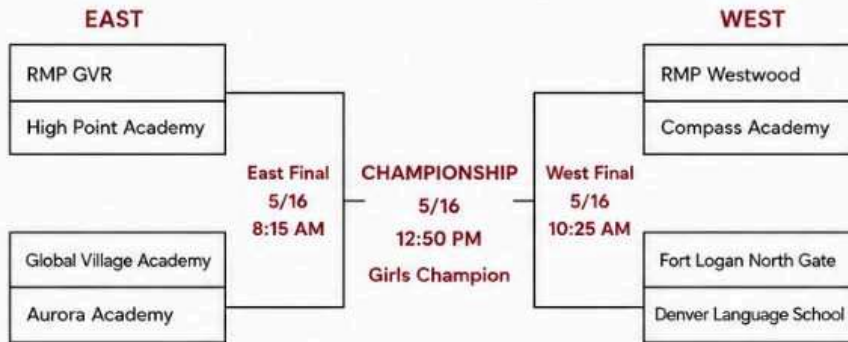 EAST
WEST
RMP GVR
High Point Academy
Global Village Academy
Aurora Academy
East Final
5/16
8:15 AM
CHAMPIONSHIP
5/16
12:50 PM
Girls Champion
West Final
5/16
10:25 AM
RMP Westwood
Compass Academy
Fort Logan North Gate
Denver Language School